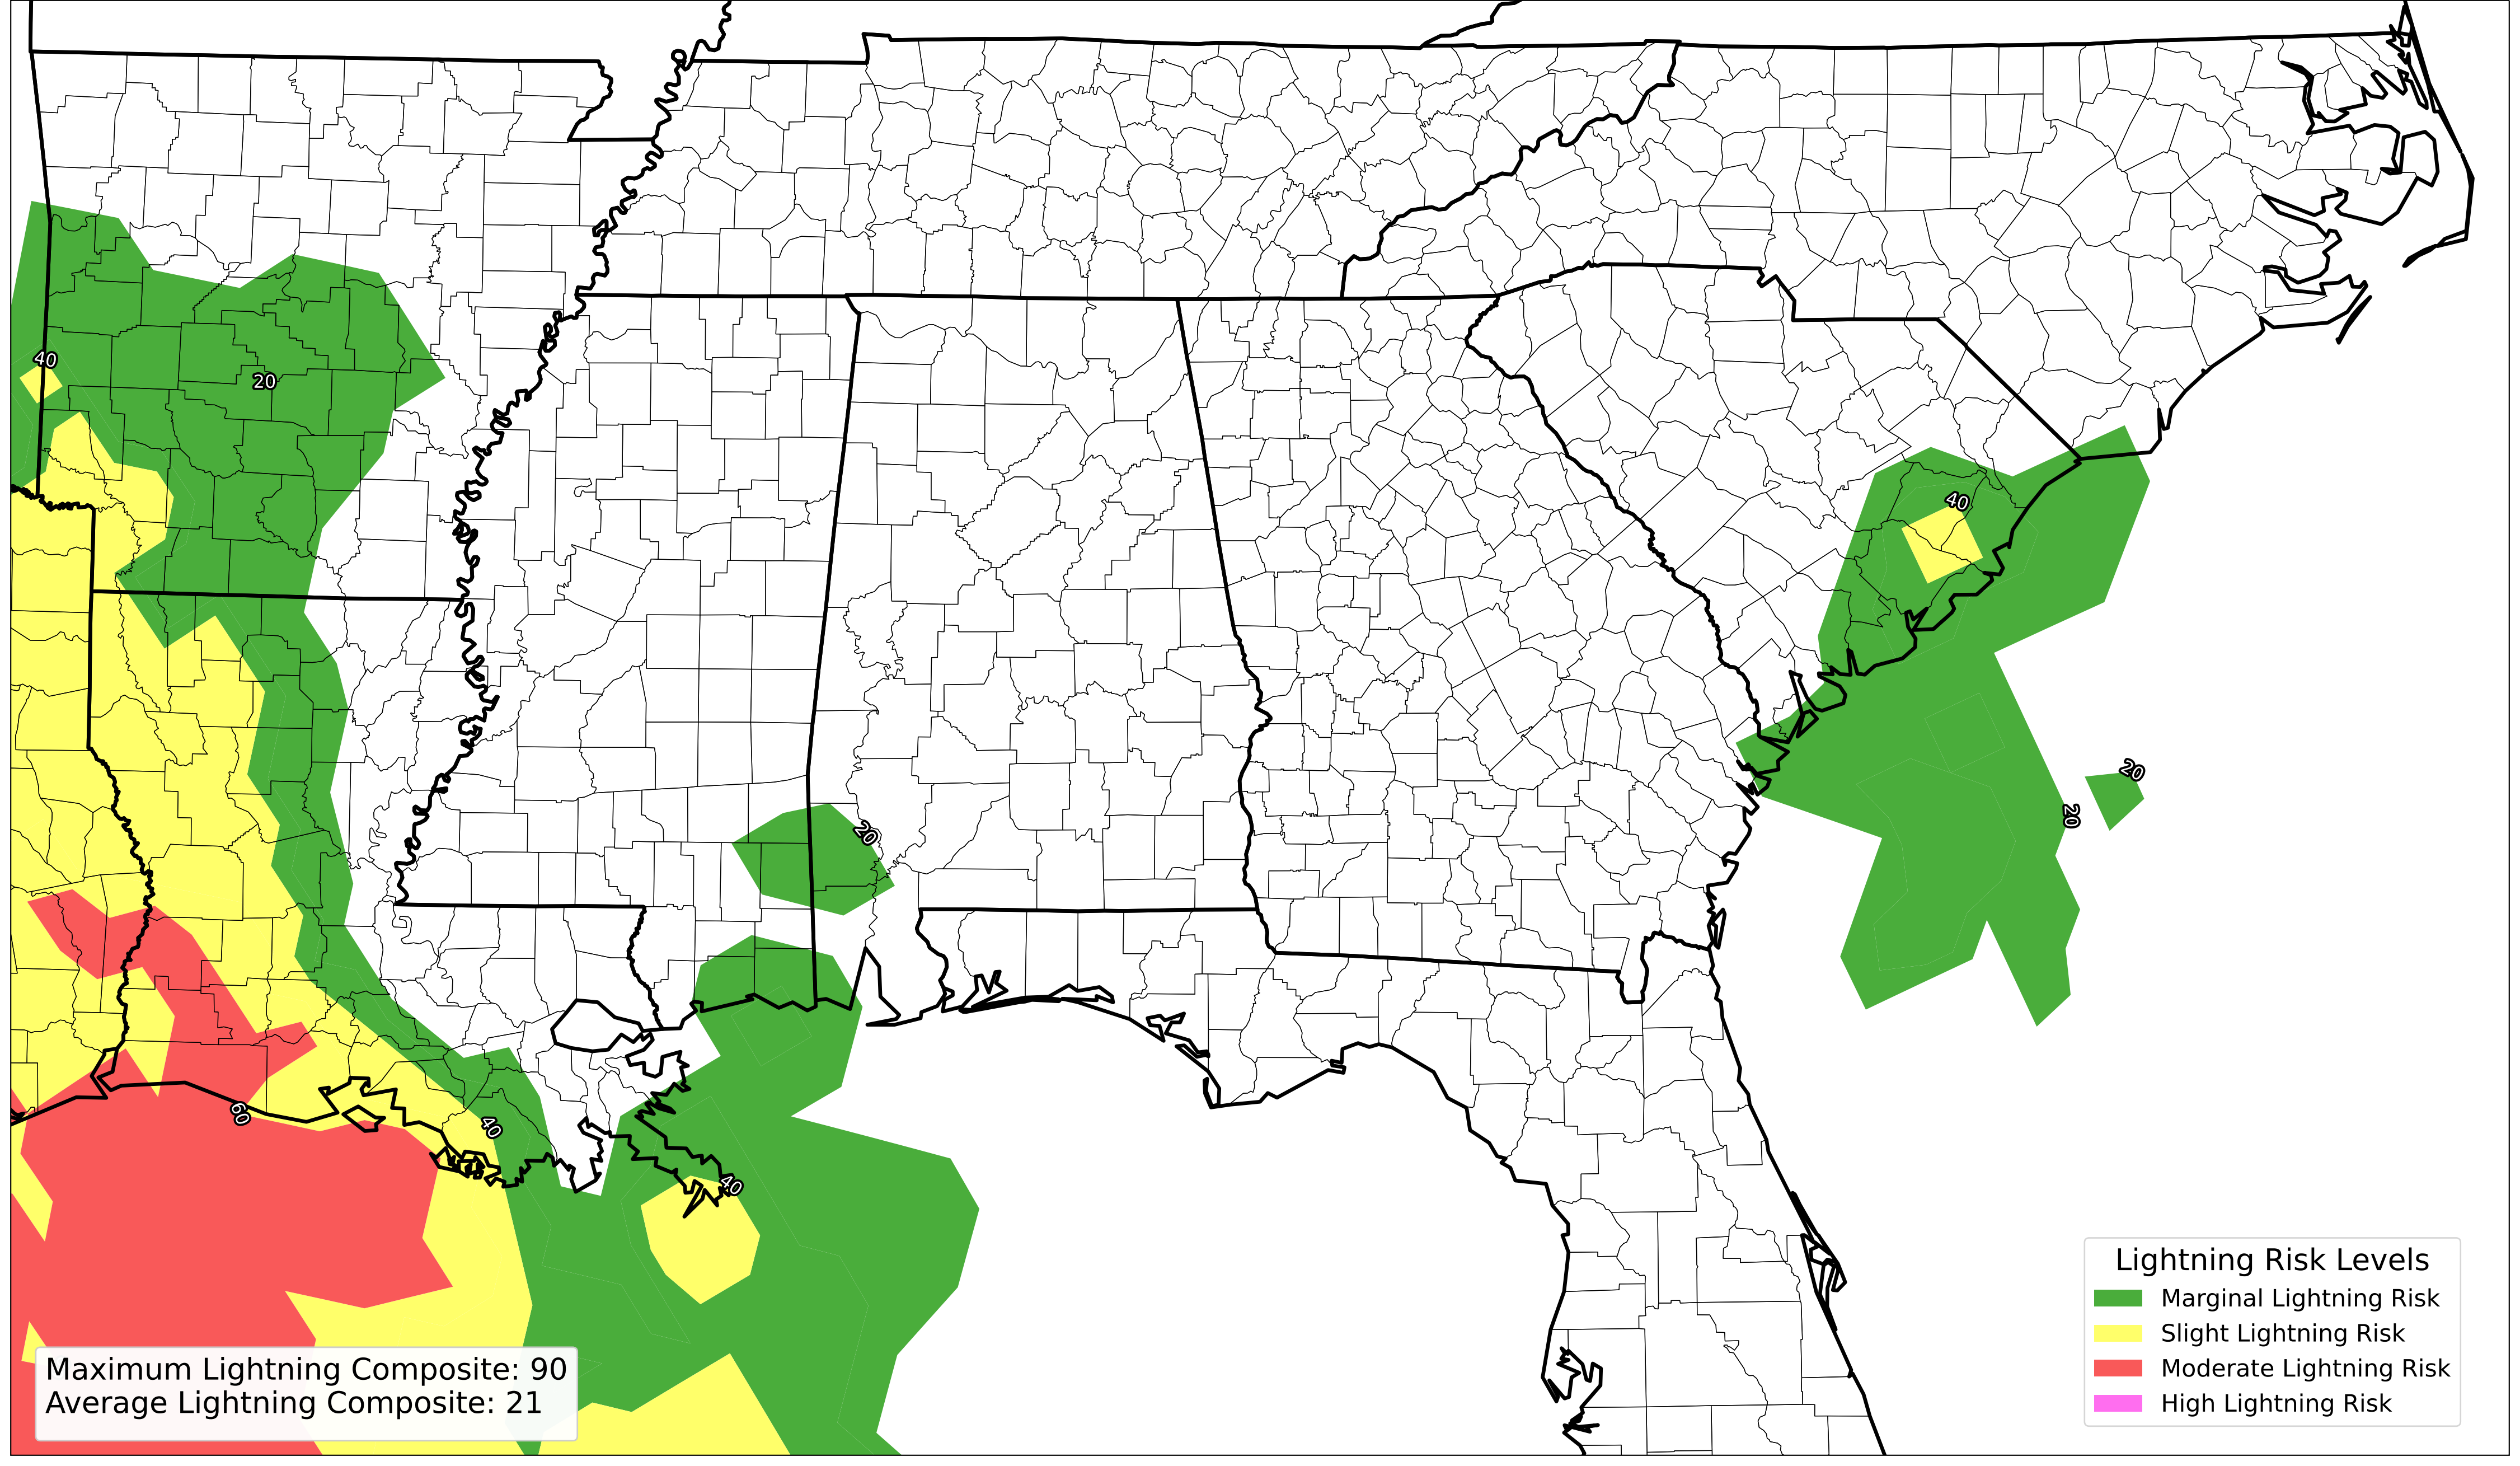 40
20
40
20
20
20
60
40
40
Lightning Risk Levels
Marginal Lightning Risk
Slight Lightning Risk
Moderate Lightning Risk
High Lightning Risk
Maximum Lightning Composite: 90
Average Lightning Composite: 21